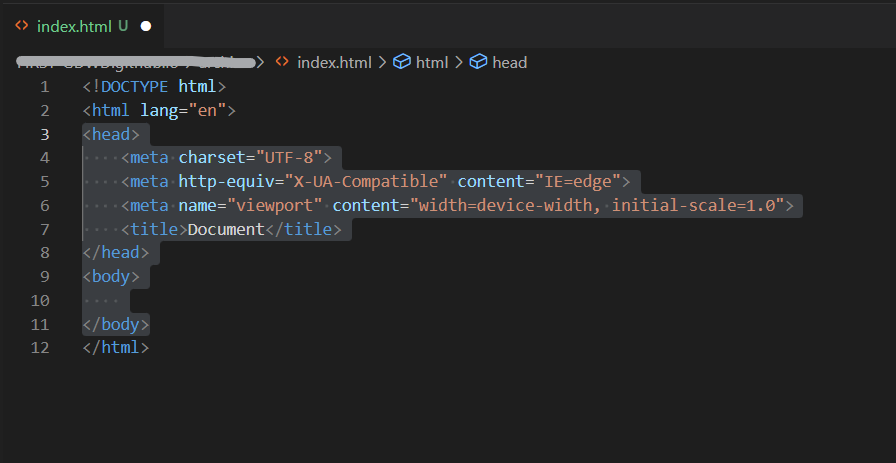 index.html U
index.html > html > head
1 <!DOCTYPE html>
2 <html lang="en">
3 <head>
4 <meta charset="UTF-8">
5 <meta http-equiv="X-UA-Compatible" content="IE=edge">
6 <meta name="viewport" content="width=device-width, initial-scale=1.0">
7 <title>Document</title>
8 </head>
9 <body>
10
11 </body>
12 </html>